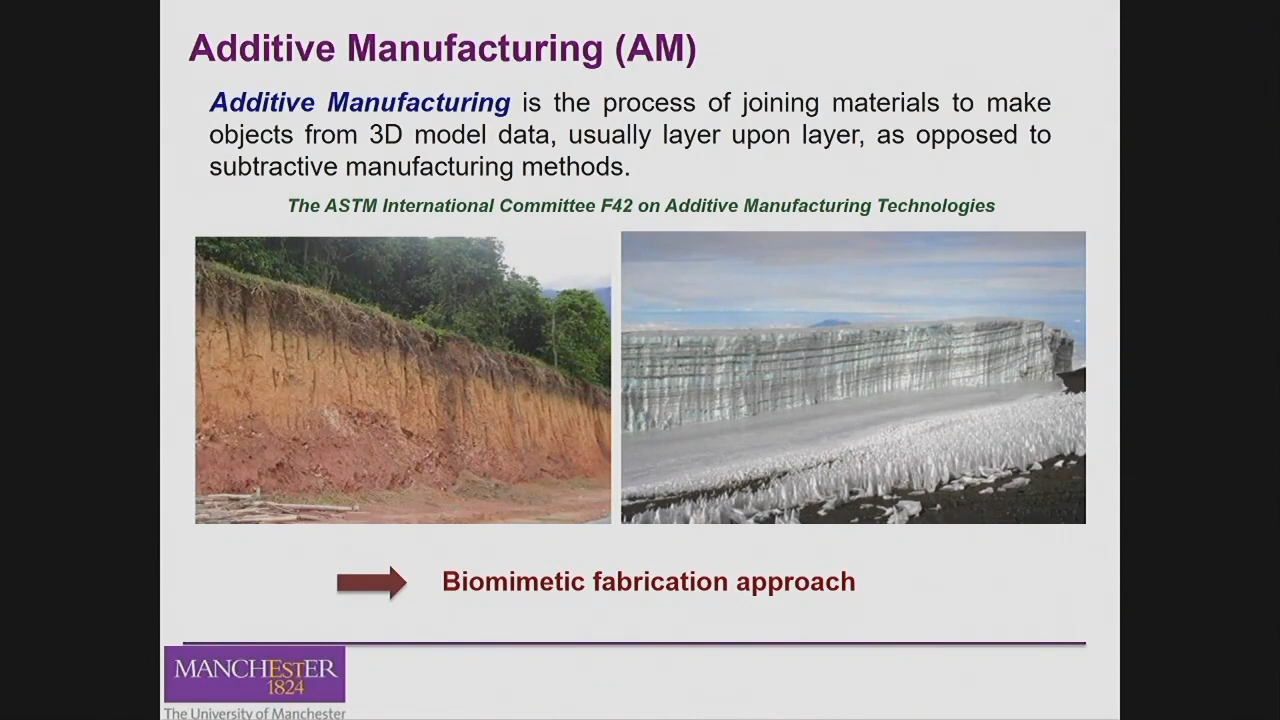 Additive Manufacturing (AM)
Additive Manufacturing is the process of joining materials to make
objects from 3D model data, usually layer upon layer, as opposed to
subtractive manufacturing methods.
The ASTM International Committee F42 on Additive Manufacturing Technologies
Biomimetic fabrication approach
MANCHESTER
1824
The University of Manchester